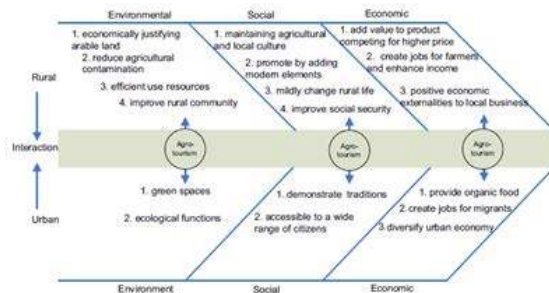 Environmental Social Economic
1. economically justifying
arable land
2. reduce agricultural
contamination
3. efficient use resources
4. improve rural community
1. maintaining agricultural
and local culture
2. promote by adding
modern elements
3. mildly change rural life
4. improve social security
1. add value to product
competing for higher price
2. create jobs for farmers
and enhance income
3. positive economic
externalities to local business
Rural
Interaction
Urban
Agro-
tourism
Agro-
tourism
Agro-
tourism
1. green spaces
2. ecological functions
1. demonstrate traditions
2. accessible to a wide
range of citizens
1. provide organic food
2. create jobs for migrants
3.diversify urban economy
Environment Social Economic